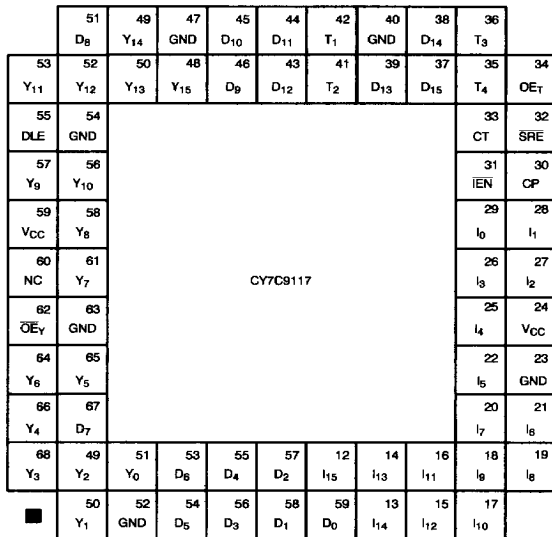 51 49 47 45 44 42 40 38 36
D8 Y14 GND D10 D11 T1 GND D14 T3
53 52 50 48 46 43 41 39 37 35 34
Y11 Y12 Y13 Y15 D9 D12 T2 D13 D15 T4 OET
55 54 33 32
DLE GND CT S̅R̅E̅
57 56 31 30
Y9 Y10 I̅E̅N̅ CP
59 58 29 28
VCC Y8 I0 I1
60 61 26 27
NC Y7 CY7C9117 I3 I2
62 63 25 24
O̅E̅Y GND I4 VCC
64 65 22 23
Y6 Y5 I5 GND
66 67 20 21
Y4 D7 I7 I6
68 49 51 53 55 57 12 14 16 18 19
Y3 Y2 Y0 D6 D4 D2 I15 I13 I11 I9 I8
50 52 54 56 58 59 13 15 17
Y1 GND D5 D3 D1 D0 I14 I12 I10